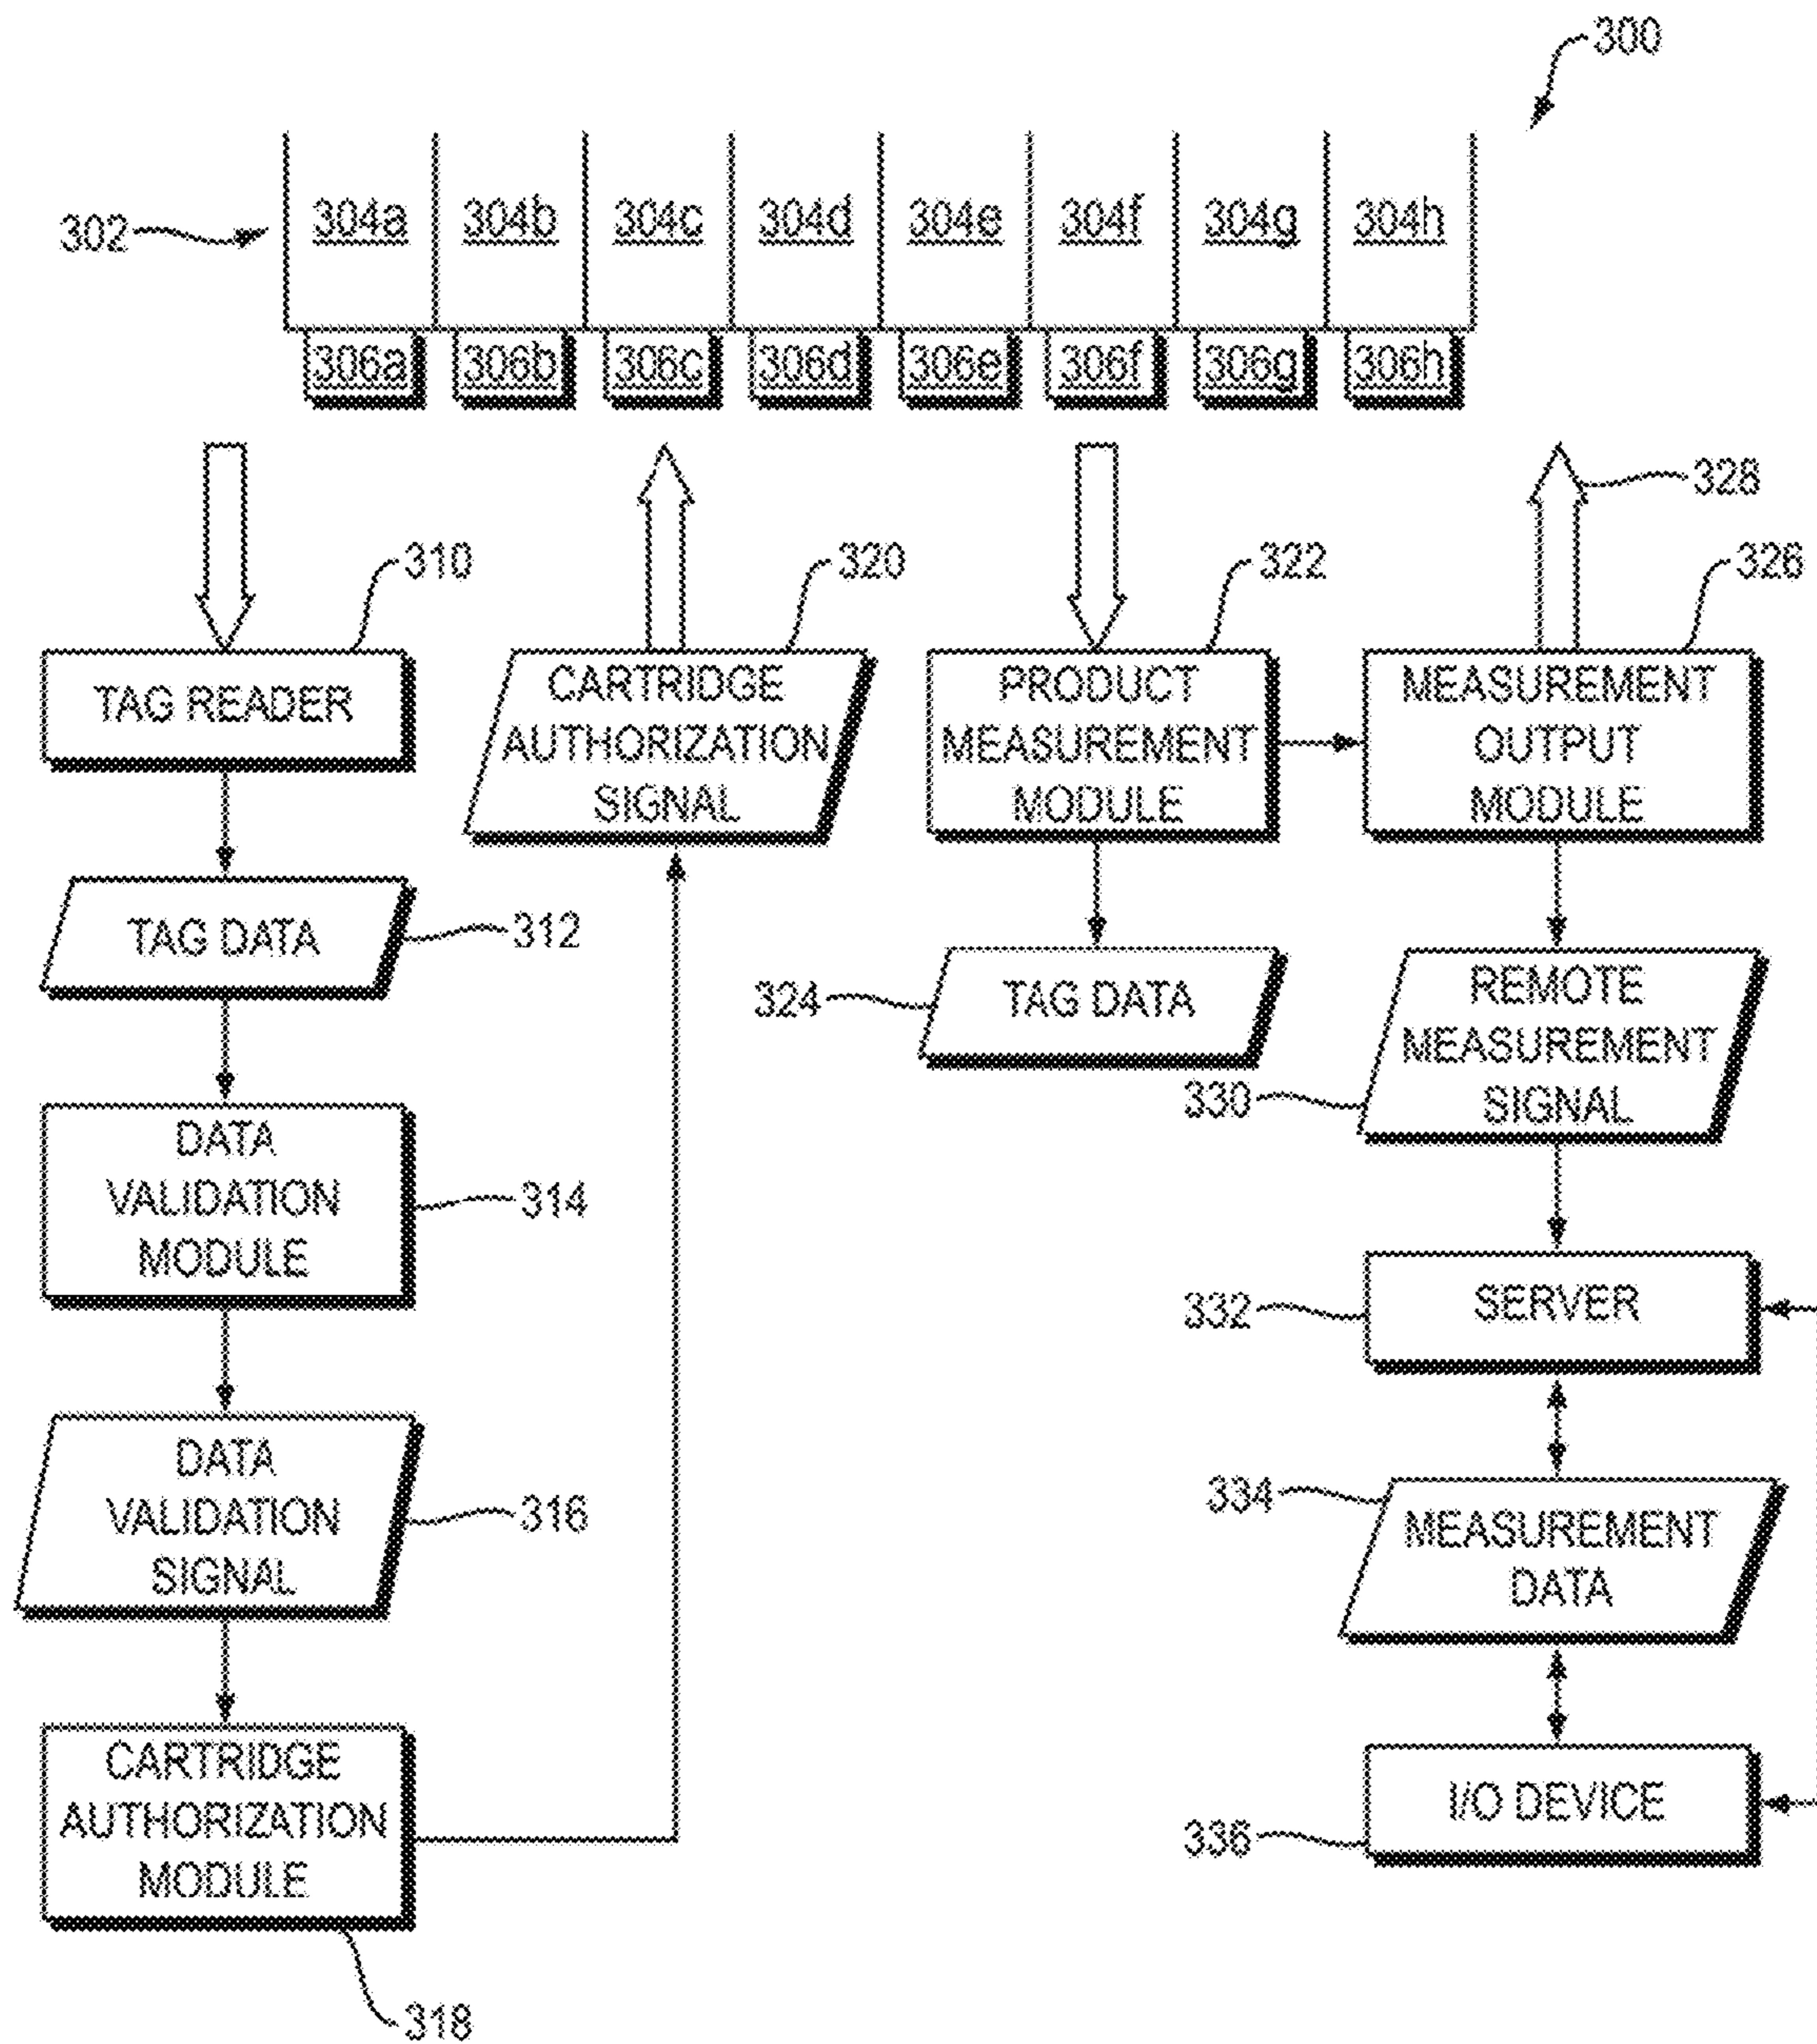 300
302
304a 304b 304c 304d 304e 304f 304g 304h
306a 306b 306c 306d 306e 306f 306g 306h
328
310
320
322
326
TAG READER
CARTRIDGE
AUTHORIZATION
SIGNAL
PRODUCT
MEASUREMENT
MODULE
MEASUREMENT
OUTPUT
MODULE
TAG DATA
312
324
TAG DATA
REMOTE
MEASUREMENT
SIGNAL
330
DATA
VALIDATION
MODULE
314
332
SERVER
DATA
VALIDATION
SIGNAL
316
334
MEASUREMENT
DATA
CARTRIDGE
AUTHORIZATION
MODULE
318
I/O DEVICE
336